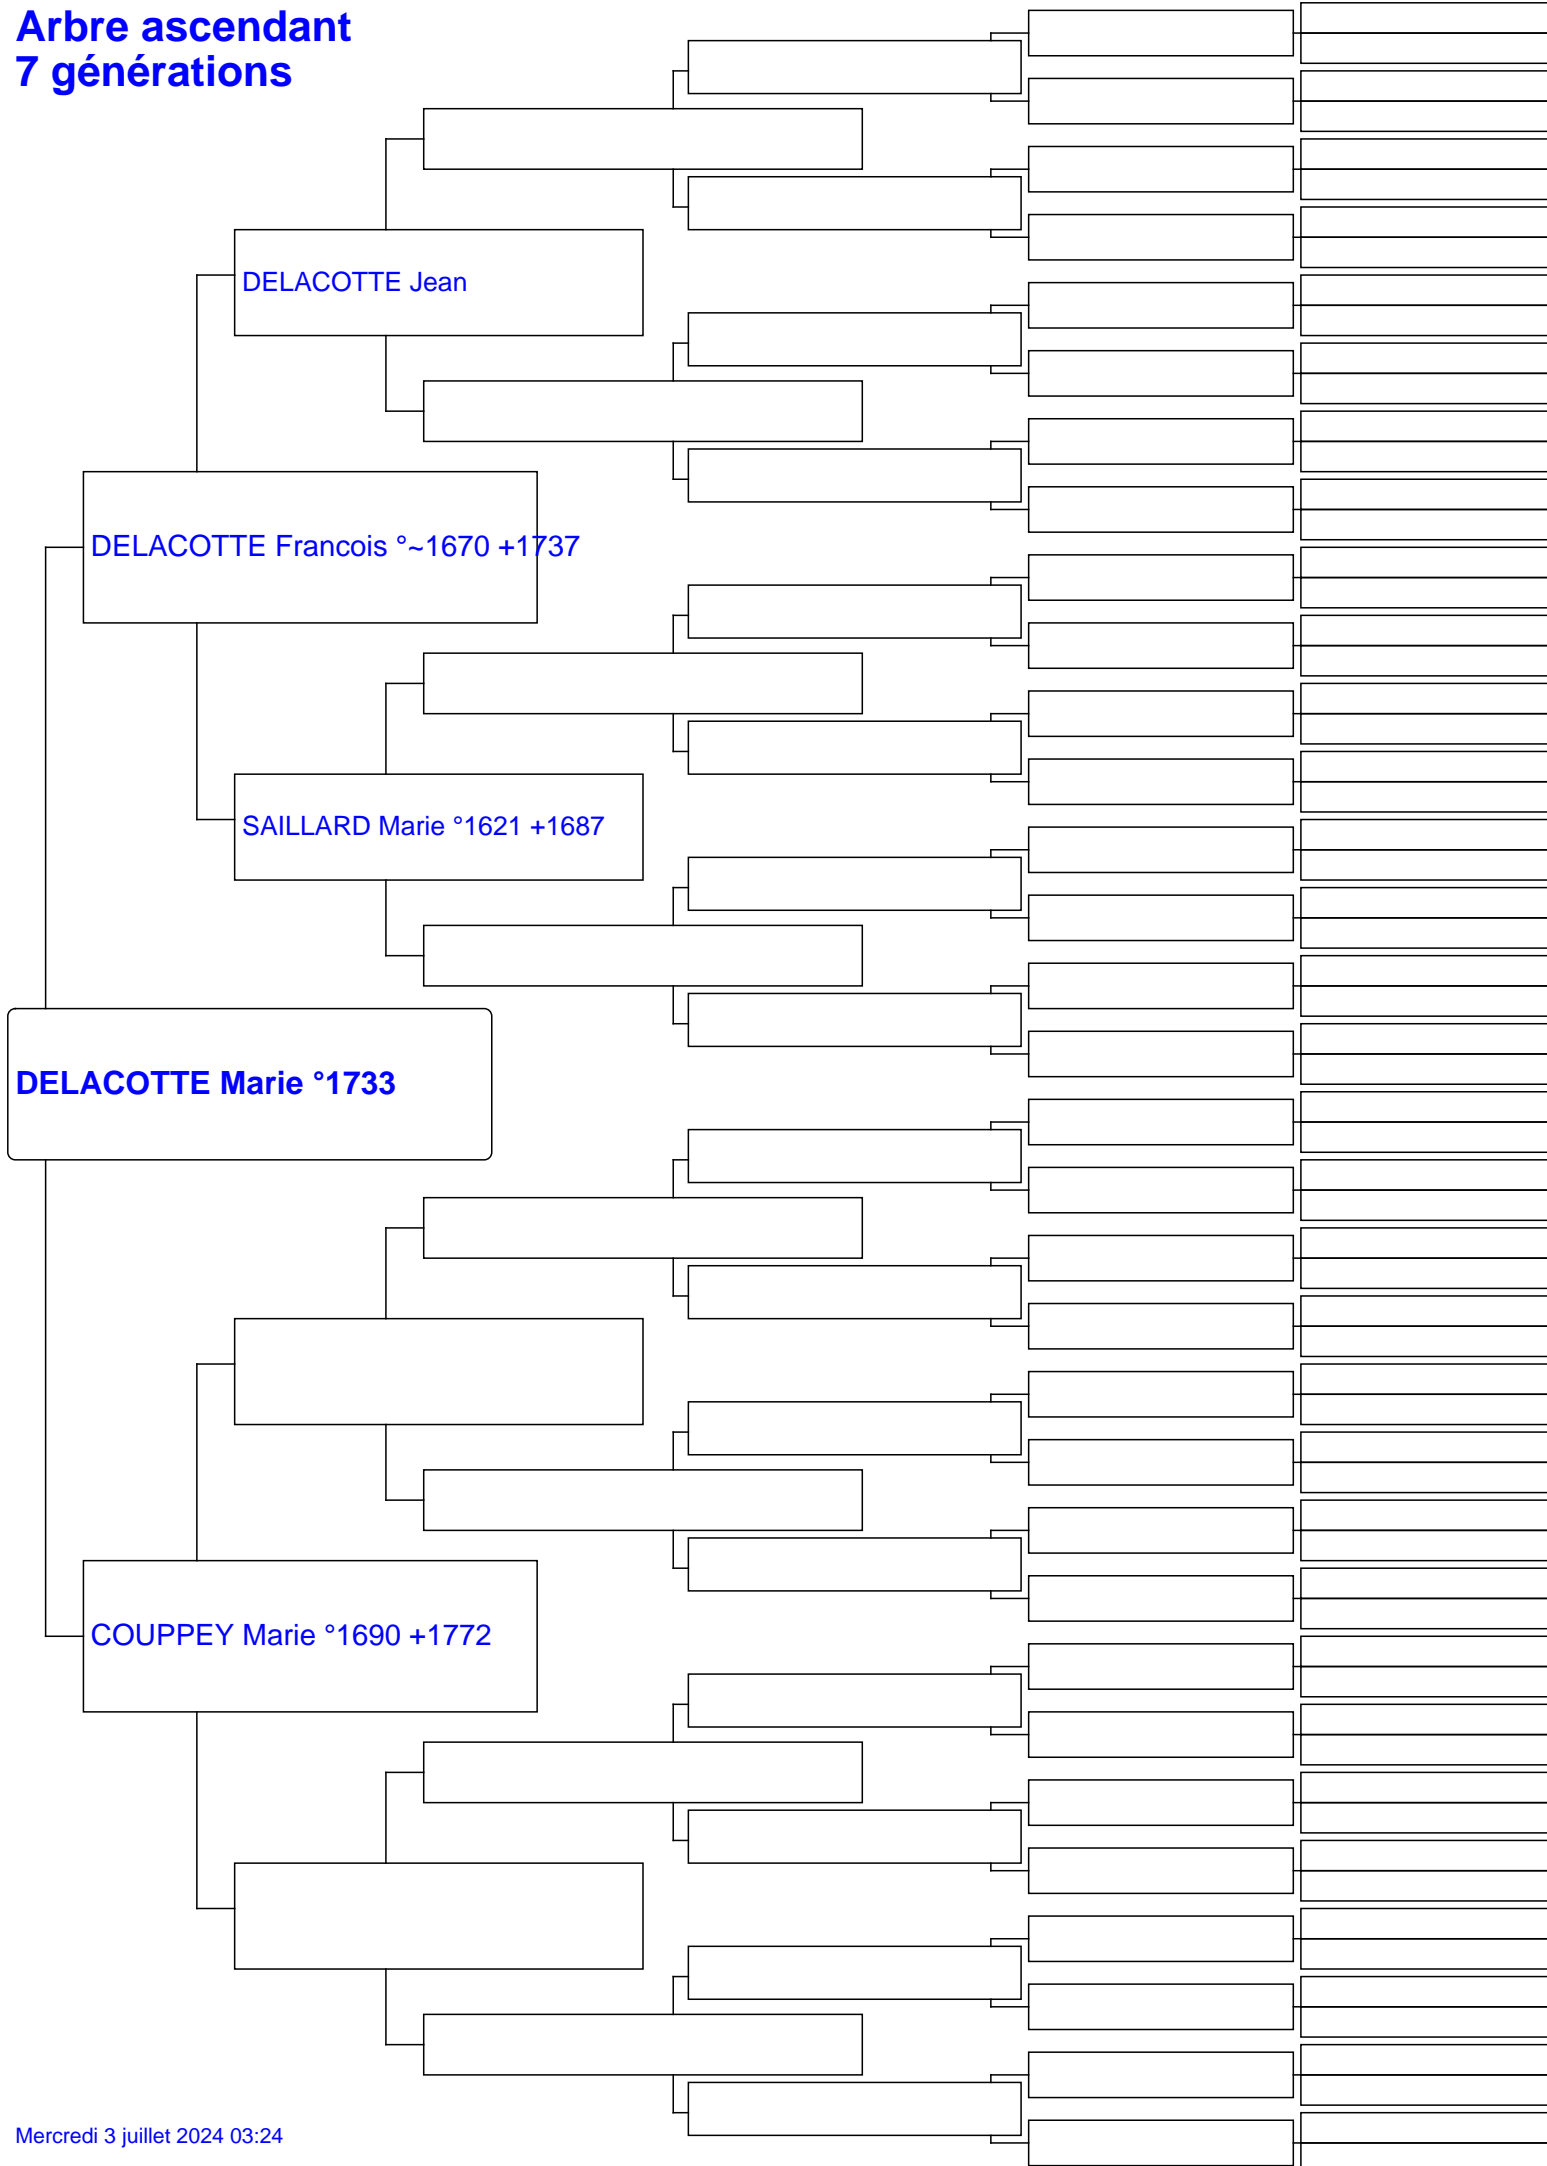 Arbre ascendant
7 générations
DELACOTTE Jean
DELACOTTE Francois °~1670 +1737
SAILLARD Marie °1621 +1687
DELACOTTE Marie °1733
COUPPEY Marie °1690 +1772
Mercredi 3 juillet 2024 03:24